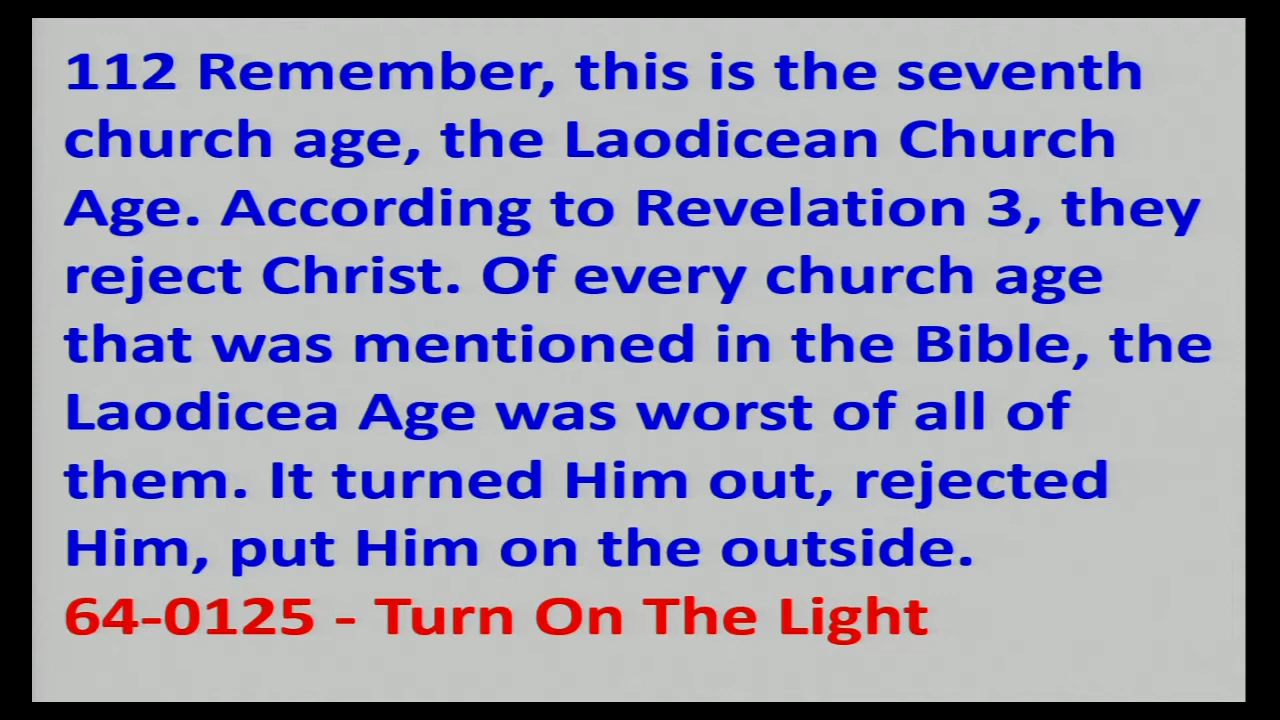 112 Remember, this is the seventh
church age, the Laodicean Church
Age. According to Revelation 3, they
reject Christ. Of every church age
that was mentioned in the Bible, the
Laodicea Age was worst of all of
them. It turned Him out, rejected
Him, put Him on the outside.
64-0125 - Turn On The Light